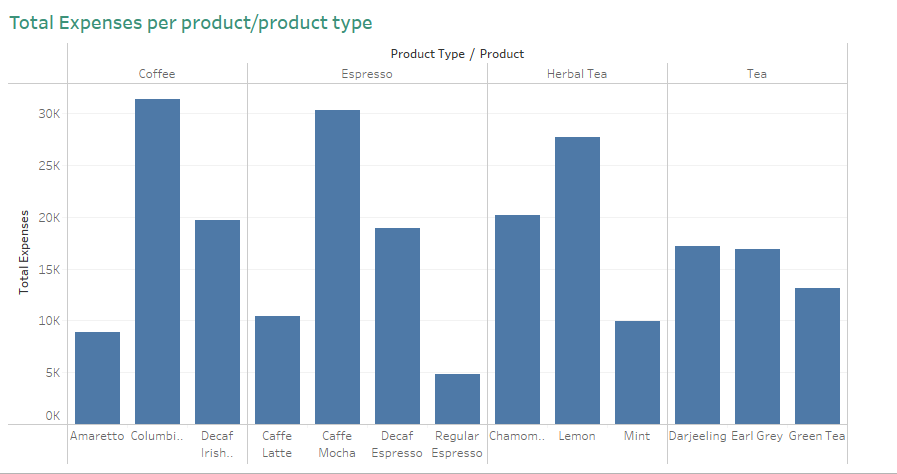 Total Expenses per product/product type
Product Type / Product
Coffee Espresso Herbal Tea Tea
Total Expenses
30K
25K
20K
15K
10K
5K
0K
Amaretto Columbi.. Decaf Caffe Caffe Decaf Regular Chamom.. Lemon Mint Darjeeling Earl Grey Green Tea
Irish.. Latte Mocha Espresso Espresso